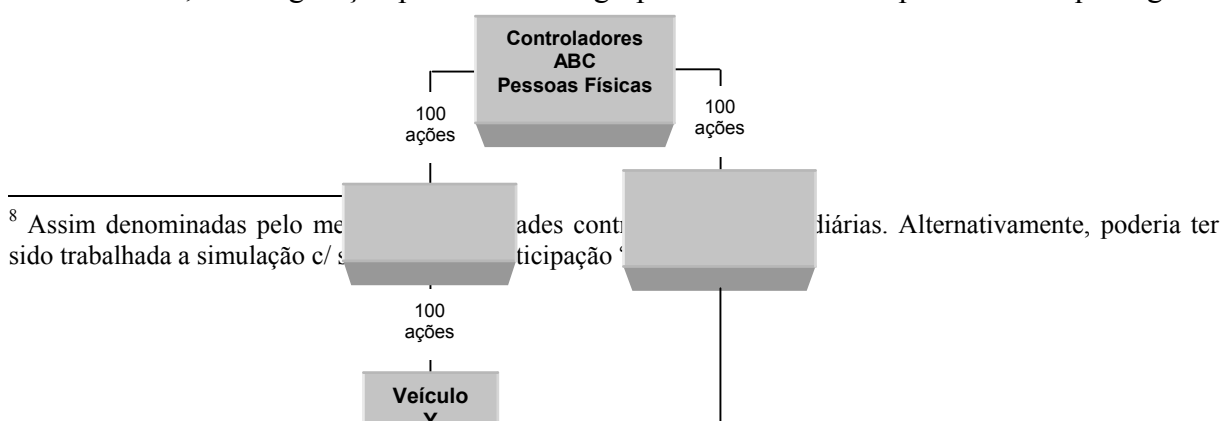 Controladores
ABC
Pessoas Físicas
100
ações
100
ações
8 Assim denominadas pelo me ades cont diárias. Alternativamente, poderia ter
sido trabalhada a simulação c/ s ticipação
100
ações
Veículo